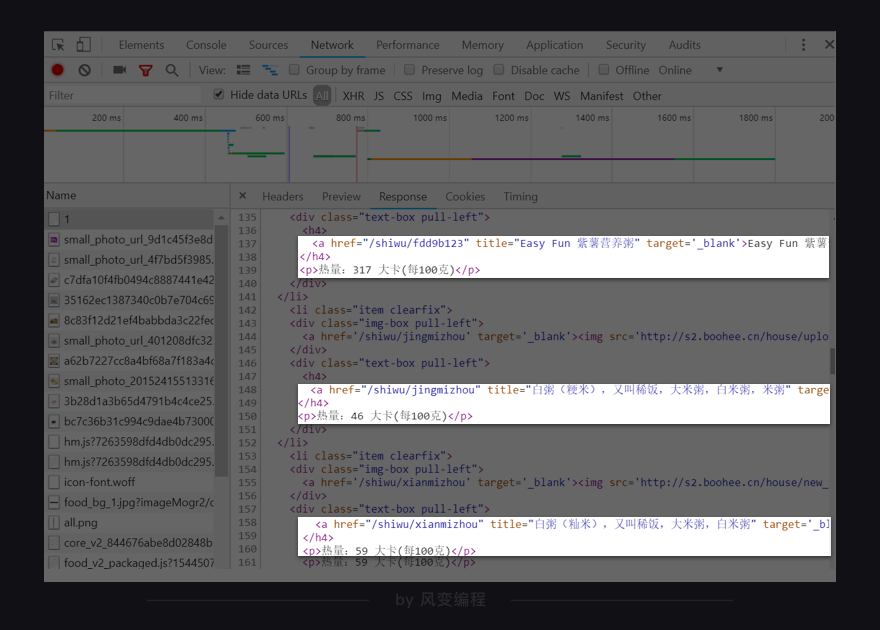 Elements Console Sources Network Performance Memory Application Security Audits
View: Group by frame Preserve log Disable cache Offline Online
Filter Hide data URLs All XHR JS CSS Img Media Font Doc WS Manifest Other
200 ms 400 ms 600 ms 800 ms 1000 ms 1200 ms 1400 ms 1600 ms 1800 ms 200
Name
Headers Preview Response Cookies Timing
1
small_photo_url_9d1c45f3e8d
small_photo_url_4f7bd5f3985.
c7dfa10f4fb0494c8887441e42
35162ec1387340c0b7e704c69
8c83f12d21ef4babbda3c22fec
small_photo_url_401208dfc32
a62b7227cc8a4bf68a7f183a4c
small_photo_20152415513316
3b28d1a3b65d4791b4c4ce25.
bc7c36b31c994c9dae4b73000
hm.js?7263598dfd4db0dc295.
hm.js?7263598dfd4db0dc295.
icon-font.woff
food_bg_1.jpg?imageMogr2/c
all.png
core_v2_844676abe8d02848b
food_v2_packaged.js?1544507
135 <div class="text-box pull-left">
136 <h4>
137 <a href="/shiwu/fdd9b123" title="Easy Fun 紫薯营养粥" target='_blank'>Easy Fun 紫薯
138 </h4>
139 <p>热量：317 大卡(每100克)</p>
140 </div>
141 </li>
142 <li class="item clearfix">
143 <div class="img-box pull-left">
144 <a href='/shiwu/jingmizhou' target='_blank'><img src='http://s2.boohee.cn/house/uplo
145 </div>
146 <div class="text-box pull-left">
147 <h4>
148 <a href="/shiwu/jingmizhou" title="白粥（粳米），又叫稀饭，大米粥，白米粥，米粥" targe
149 </h4>
150 <p>热量：46 大卡(每100克)</p>
151 </div>
152 </li>
153 <li class="item clearfix">
154 <div class="img-box pull-left">
155 <a href='/shiwu/xianmizhou' target='_blank'><img src='http://s2.boohee.cn/house/new_
156 </div>
157 <div class="text-box pull-left">
158 <a href="/shiwu/xianmizhou" title="白粥（籼米），又叫稀饭，大米粥，白米粥" target='_bl
159 </h4>
160 <p>热量：59 大卡(每100克)</p>
161 <p>热量：59 大卡(每100克)</p>
by 风变编程